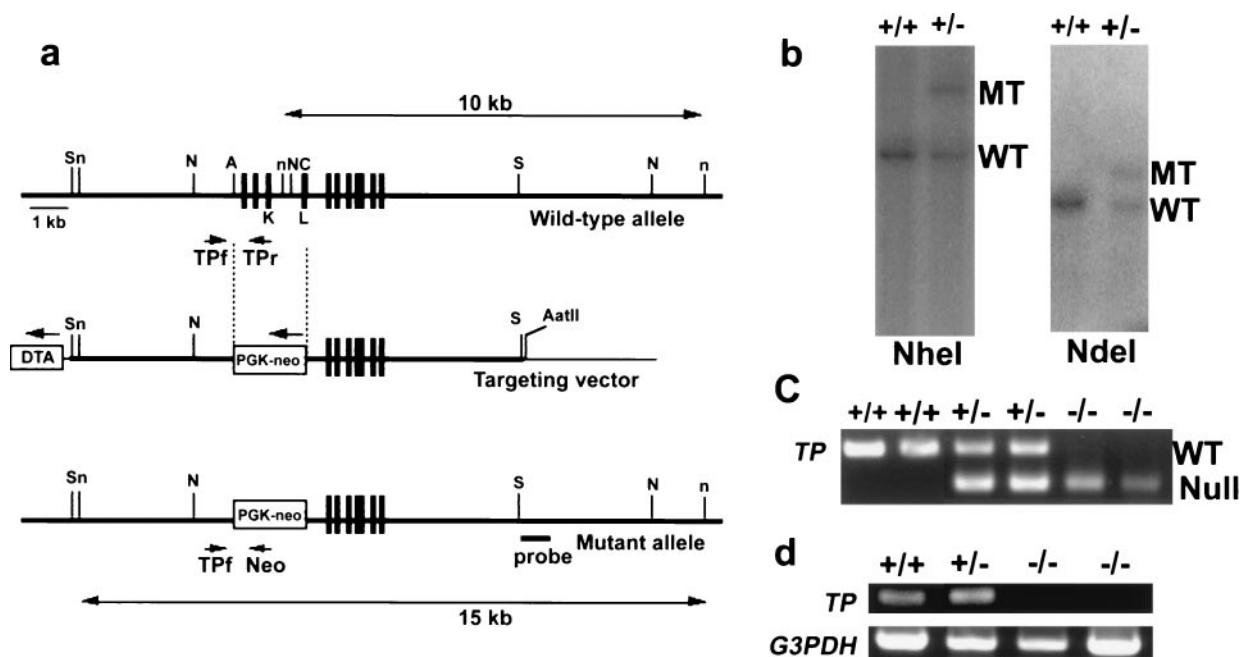 a
10 kb
Sn N A nNC S N n
K L
1 kb
Wild-type allele
TPf TPr
Sn N S AatII
DTA PGK-neo
Targeting vector
Sn N S N n
PGK-neo
Mutant allele
probe
TPf Neo
15 kb
b
+/+ +/- +/+ +/-
MT
WT
MT
WT
NheI NdeI
C
+/+ +/+ +/- +/- -/- -/-
TP WT
Null
d
+/+ +/- -/- -/-
TP
G3PDH